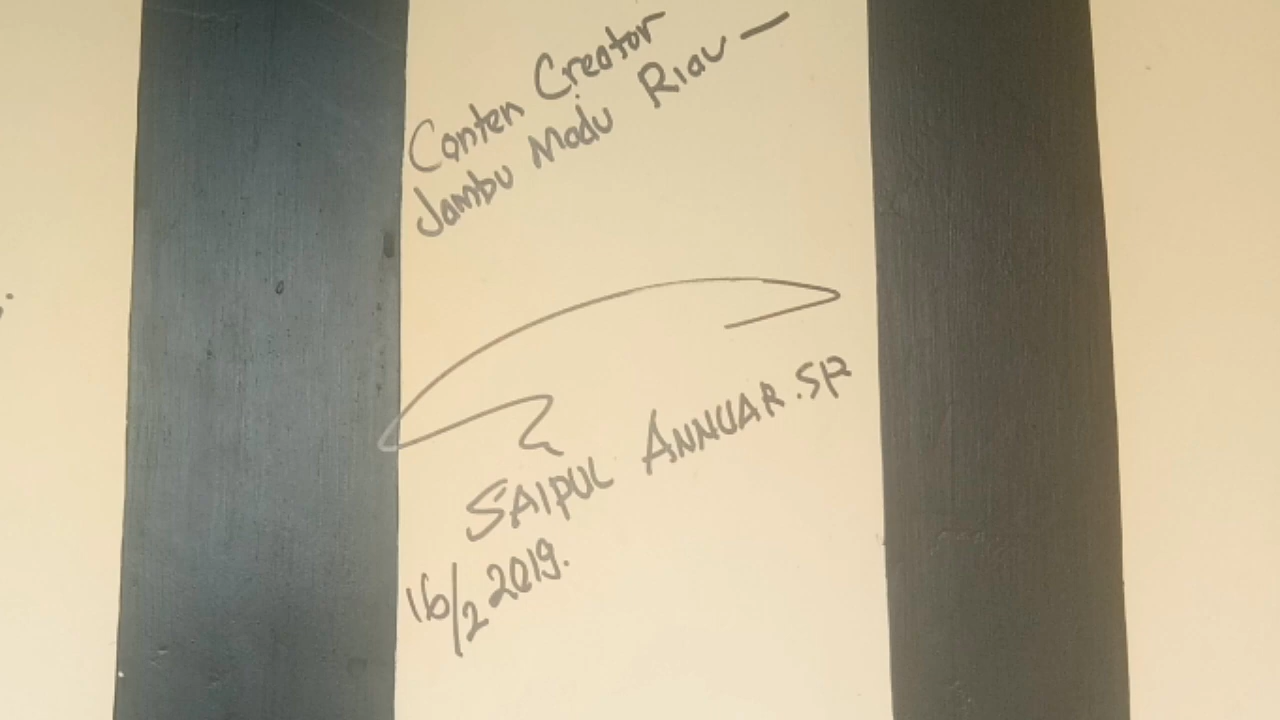 Conten Creator
Jambu Madu Riau —
SAIPUL ANNUAR.SP
16/2 2019.